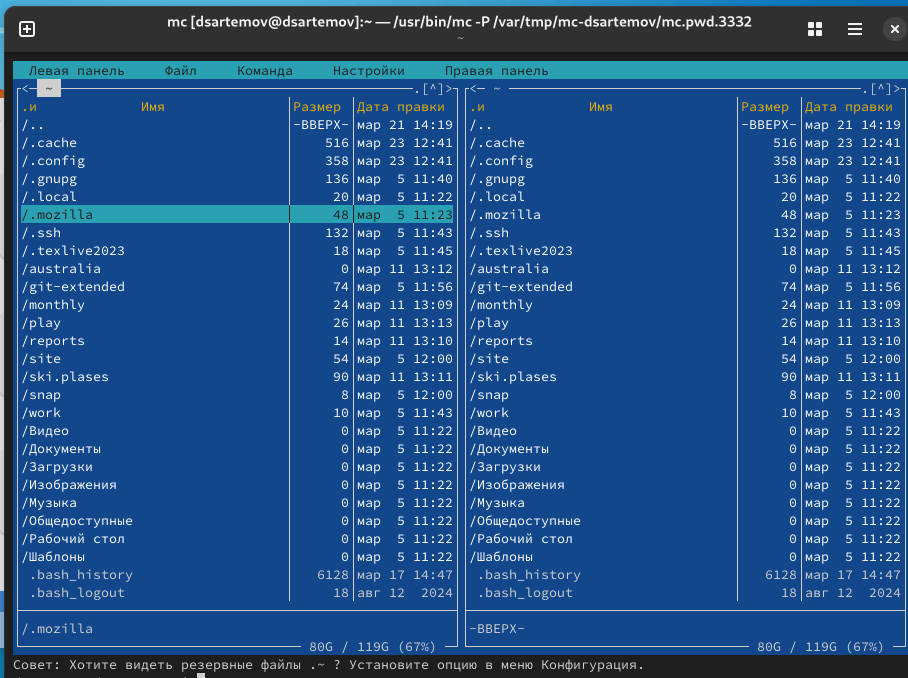 mc [dsartemov@dsartemov]:~ — /usr/bin/mc -P /var/tmp/mc-dsartemov/mc.pwd.3332
~
Левая панель Файл Команда Настройки Правая панель
<─ ~ ─.[^]>
.и Имя Размер Дата правки
/.. -ВВЕРХ- мар 21 14:19
/.cache 516 мар 23 12:41
/.config 358 мар 23 12:41
/.gnupg 136 мар 5 11:40
/.local 20 мар 5 11:22
/.mozilla 48 мар 5 11:23
/.ssh 132 мар 5 11:43
/.texlive2023 18 мар 5 11:45
/australia 0 мар 11 13:12
/git-extended 74 мар 5 11:56
/monthly 24 мар 11 13:09
/play 26 мар 11 13:13
/reports 14 мар 11 13:10
/site 54 мар 5 12:00
/ski.plases 90 мар 11 13:11
/snap 8 мар 5 12:00
/work 10 мар 5 11:43
/Видео 0 мар 5 11:22
/Документы 0 мар 5 11:22
/Загрузки 0 мар 5 11:22
/Изображения 0 мар 5 11:22
/Музыка 0 мар 5 11:22
/Общедоступные 0 мар 5 11:22
/Рабочий стол 0 мар 5 11:22
/Шаблоны 0 мар 5 11:22
.bash_history 6128 мар 17 14:47
.bash_logout 18 авг 12 2024
/.mozilla
80G / 119G (67%)
<─ ~ ─.[^]>
.и Имя Размер Дата правки
/.. -ВВЕРХ- мар 21 14:19
/.cache 516 мар 23 12:41
/.config 358 мар 23 12:41
/.gnupg 136 мар 5 11:40
/.local 20 мар 5 11:22
/.mozilla 48 мар 5 11:23
/.ssh 132 мар 5 11:43
/.texlive2023 18 мар 5 11:45
/australia 0 мар 11 13:12
/git-extended 74 мар 5 11:56
/monthly 24 мар 11 13:09
/play 26 мар 11 13:13
/reports 14 мар 11 13:10
/site 54 мар 5 12:00
/ski.plases 90 мар 11 13:11
/snap 8 мар 5 12:00
/work 10 мар 5 11:43
/Видео 0 мар 5 11:22
/Документы 0 мар 5 11:22
/Загрузки 0 мар 5 11:22
/Изображения 0 мар 5 11:22
/Музыка 0 мар 5 11:22
/Общедоступные 0 мар 5 11:22
/Рабочий стол 0 мар 5 11:22
/Шаблоны 0 мар 5 11:22
.bash_history 6128 мар 17 14:47
.bash_logout 18 авг 12 2024
-ВВЕРХ-
80G / 119G (67%)
Совет: Хотите видеть резервные файлы .~ ? Установите опцию в меню Конфигурация.